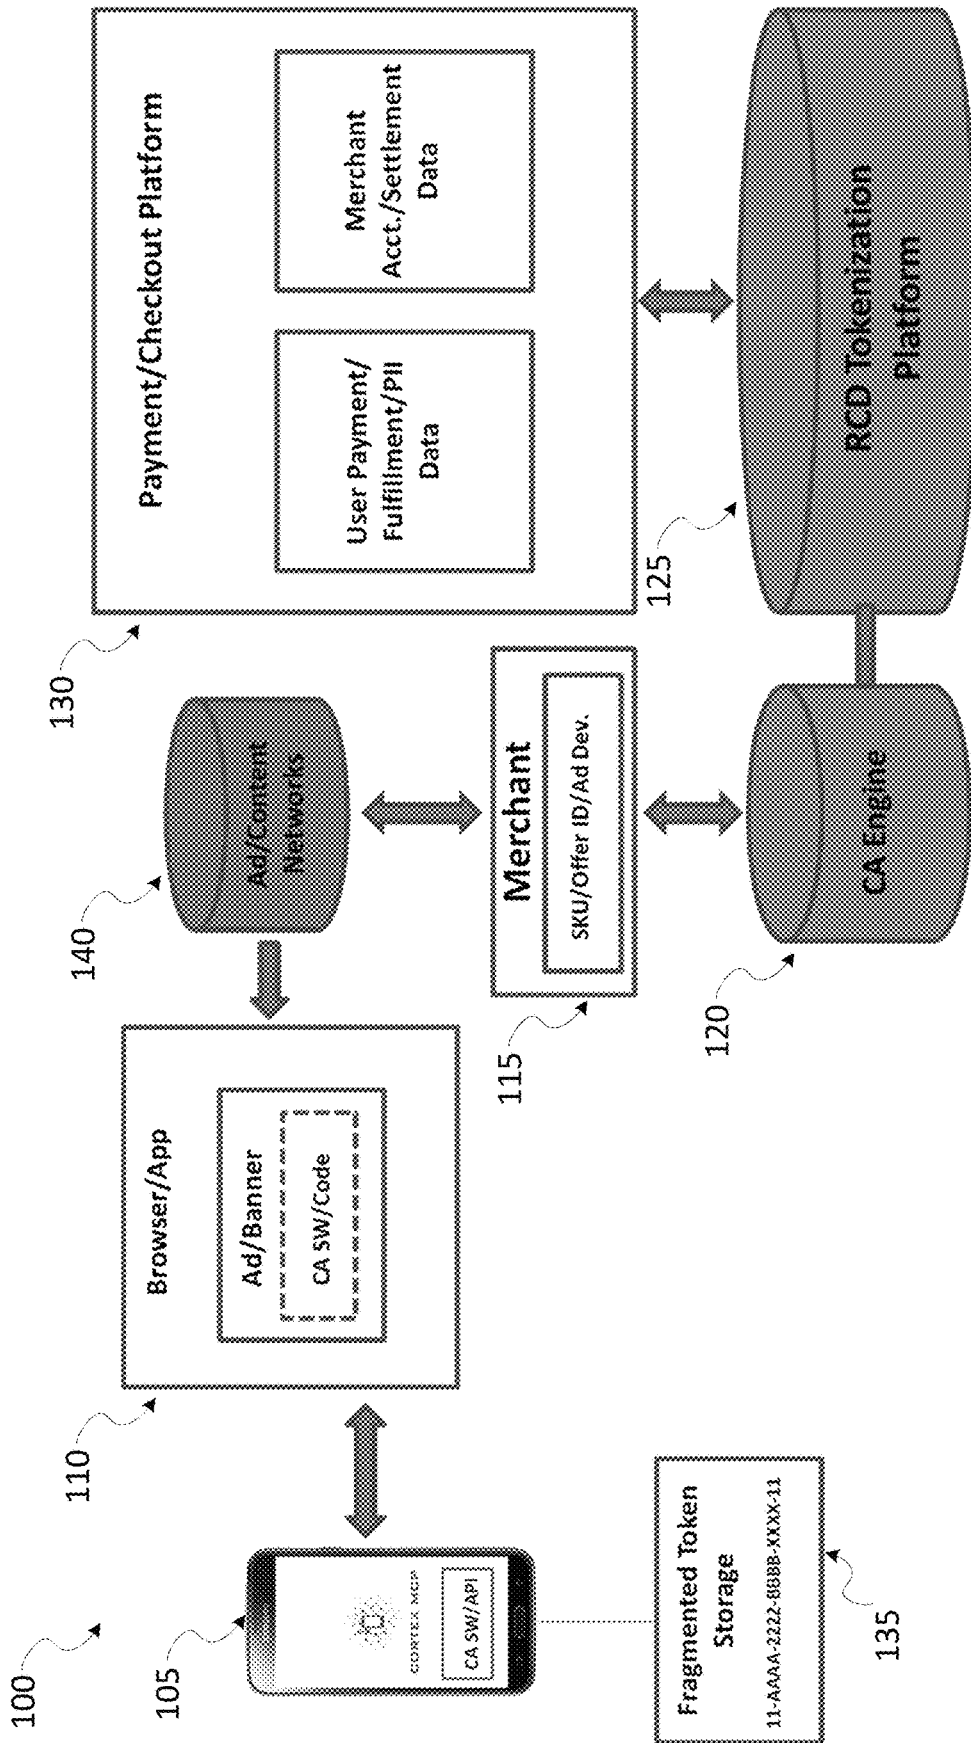 100
105
CORTEX MCP
CA SW/API
Fragmented Token
Storage
11-AAAA-2222-BBBB-XXXX-11
135
110
Browser/App
Ad/Banner
CA SW/Code
140
Ad/Content
Networks
115
Merchant
SKU/Offer ID/Ad Dev.
120
CA Engine
130
Payment/Checkout Platform
User Payment/
Fulfillment/PII
Data
Merchant
Acct./Settlement
Data
125
RCD Tokenization
Platform